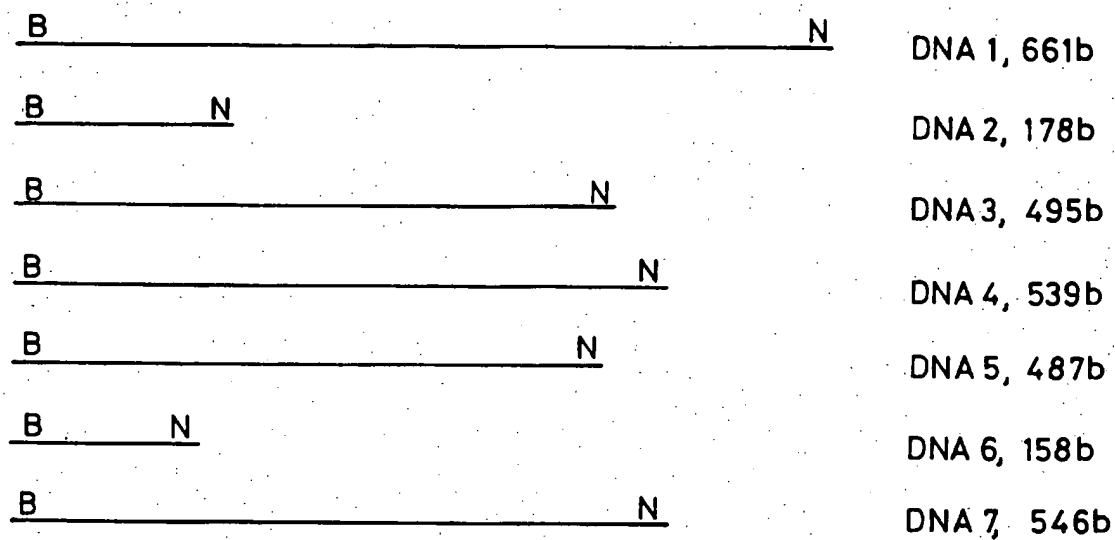 B N DNA 1, 661b
B N DNA 2, 178b
B N DNA 3, 495b
B N DNA 4, 539b
B N DNA 5, 487b
B N DNA 6, 158b
B N DNA 7, 546b